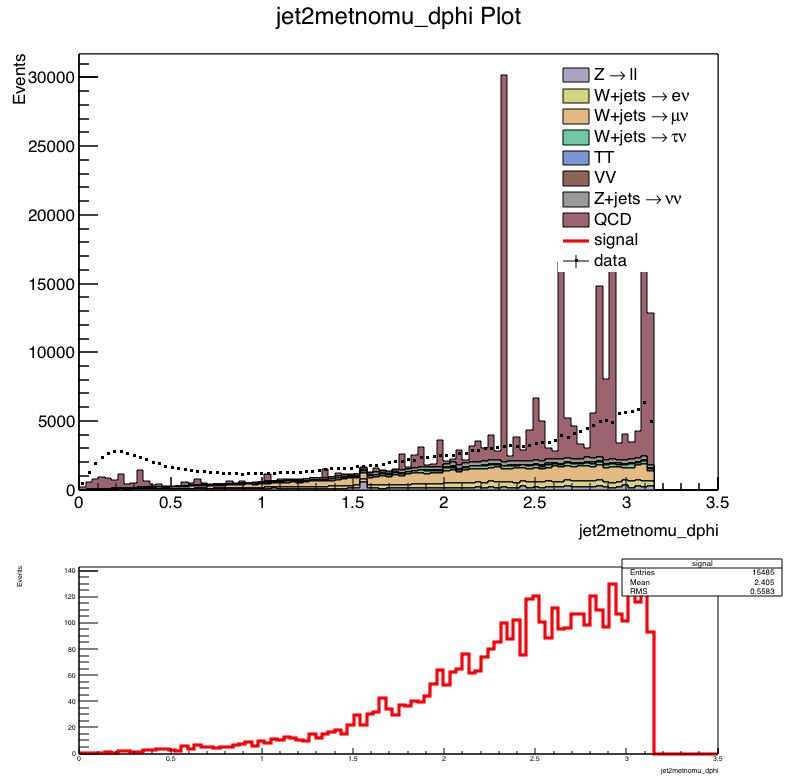 jet2metnomu_dphi Plot
Events
30000
25000
20000
15000
10000
5000
0
Z → ll
W+jets → eν
W+jets → μν
W+jets → τν
TT
VV
Z+jets → νν
QCD
signal
data
0 0.5 1 1.5 2 2.5 3 3.5
jet2metnomu_dphi
Events
140
120
100
80
60
40
20
0
signal
Entries 15485
Mean 2.405
RMS 0.5583
0 0.5 1 1.5 2 2.5 3 3.5
jet2metnomu_dphi